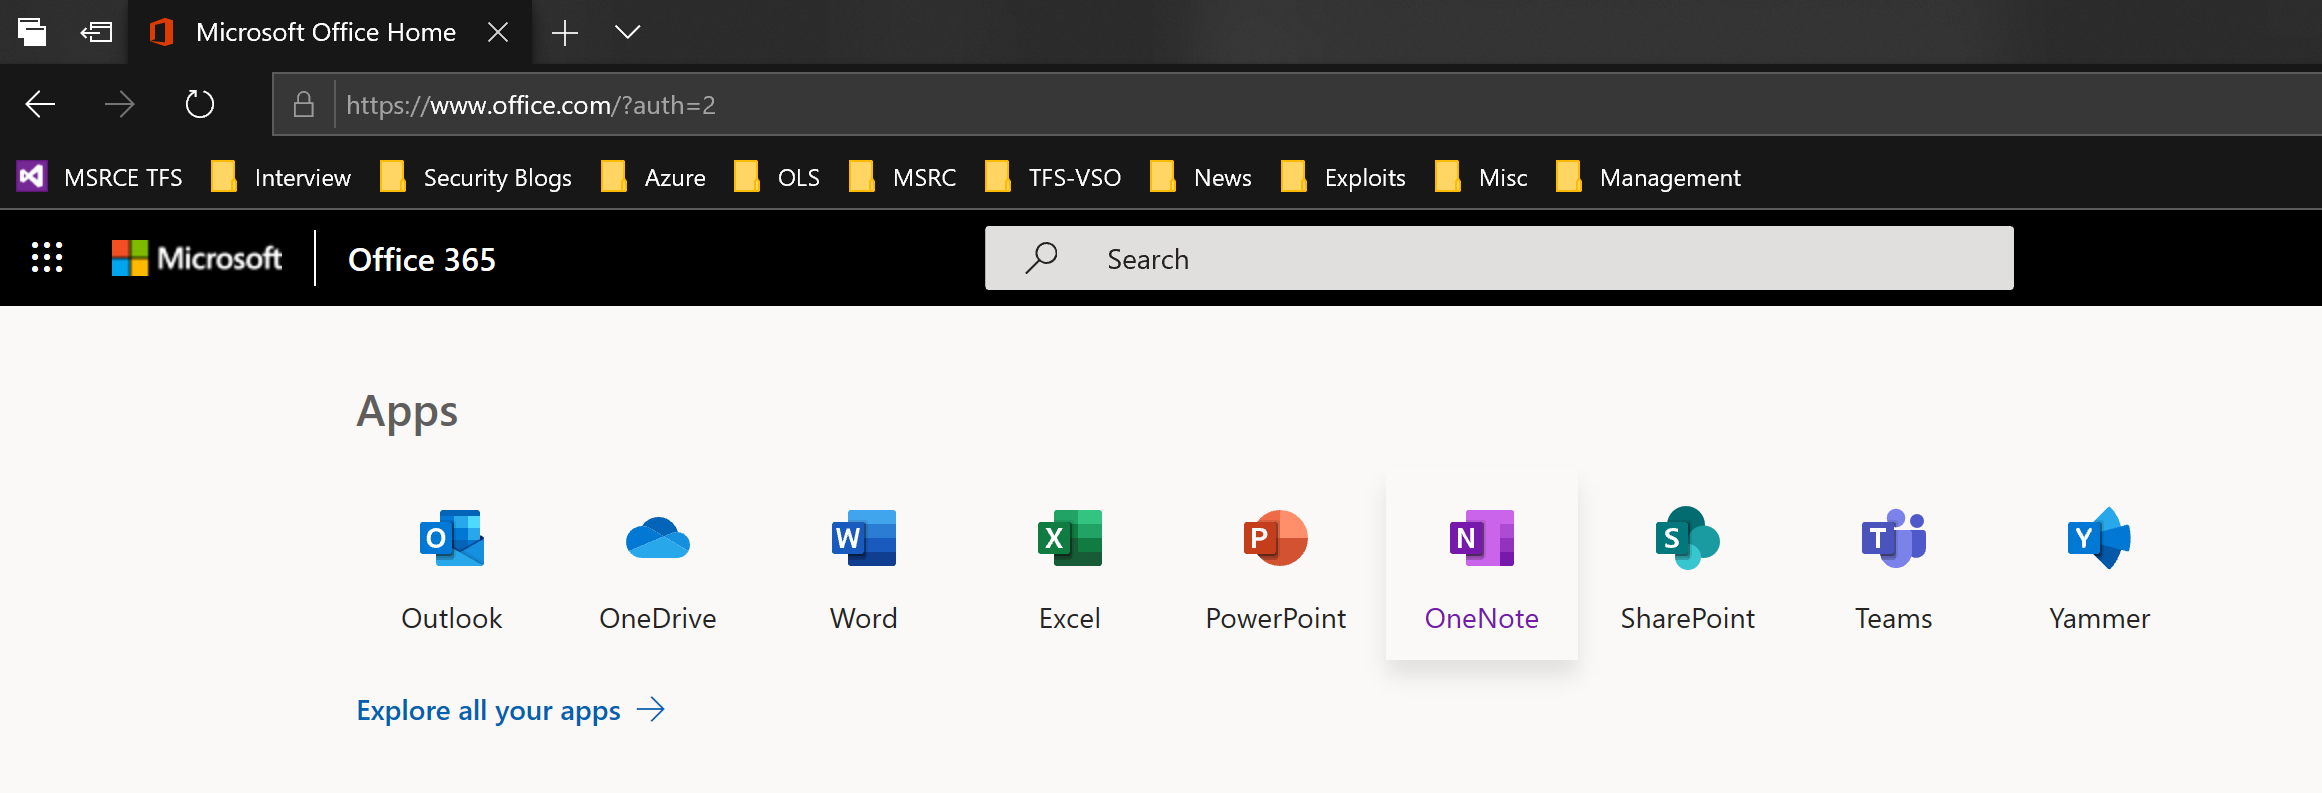 Microsoft Office Home
https://www.office.com/?auth=2
MSRCE TFS Interview Security Blogs Azure OLS MSRC TFS-VSO News Exploits Misc Management
Microsoft Office 365 Search
Apps
O W X P N S T Y
Outlook OneDrive Word Excel PowerPoint OneNote SharePoint Teams Yammer
Explore all your apps